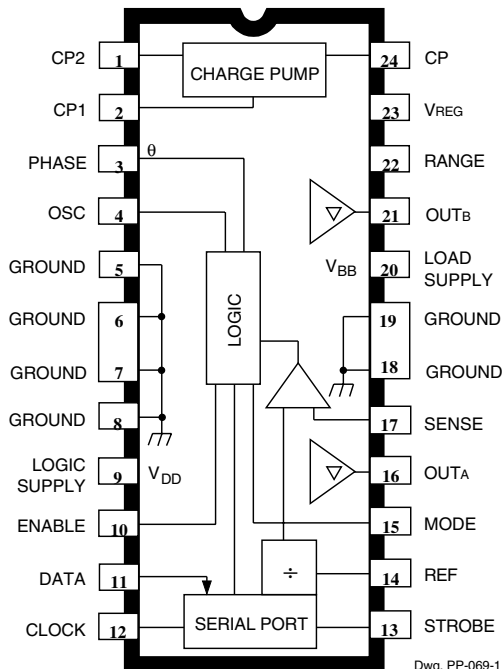 CP2 1 CHARGE PUMP 24 CP
CP1 2 23 VREG
PHASE 3 θ 22 RANGE
OSC 4 21 OUTB
GROUND 5 VBB 20 LOAD
SUPPLY
GROUND 6 LOGIC 19 GROUND
GROUND 7 18 GROUND
GROUND 8 17 SENSE
LOGIC
SUPPLY 9 VDD 16 OUTA
ENABLE 10 15 MODE
DATA 11 ÷ 14 REF
CLOCK 12 SERIAL PORT 13 STROBE
Dwg. PP-069-1